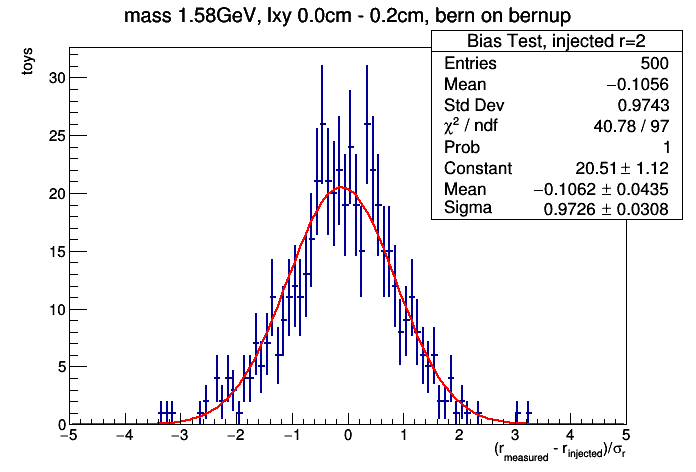 mass 1.58GeV, lxy 0.0cm - 0.2cm, bern on bernup
toys
Bias Test, injected r=2
Entries 500
Mean −0.1056
Std Dev 0.9743
χ² / ndf 40.78 / 97
Prob 1
Constant 20.51 ± 1.12
Mean −0.1062 ± 0.0435
Sigma 0.9726 ± 0.0308
30
25
20
15
10
5
0
−5 −4 −3 −2 −1 0 1 2 3 4 5
(r_measured - r_injected)/σ_r